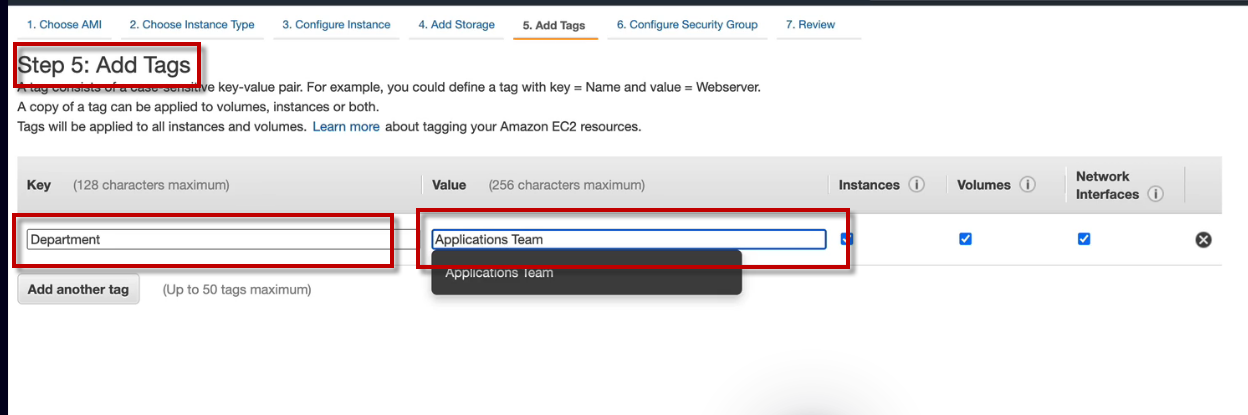 1. Choose AMI 2. Choose Instance Type 3. Configure Instance 4. Add Storage 5. Add Tags 6. Configure Security Group 7. Review
Step 5: Add Tags
A tag consists of a case-sensitive key-value pair. For example, you could define a tag with key = Name and value = Webserver.
A copy of a tag can be applied to volumes, instances or both.
Tags will be applied to all instances and volumes. Learn more about tagging your Amazon EC2 resources.
Key (128 characters maximum) Value (256 characters maximum) Instances i Volumes i Network Interfaces i
Department Applications Team
Applications Team
Add another tag (Up to 50 tags maximum)